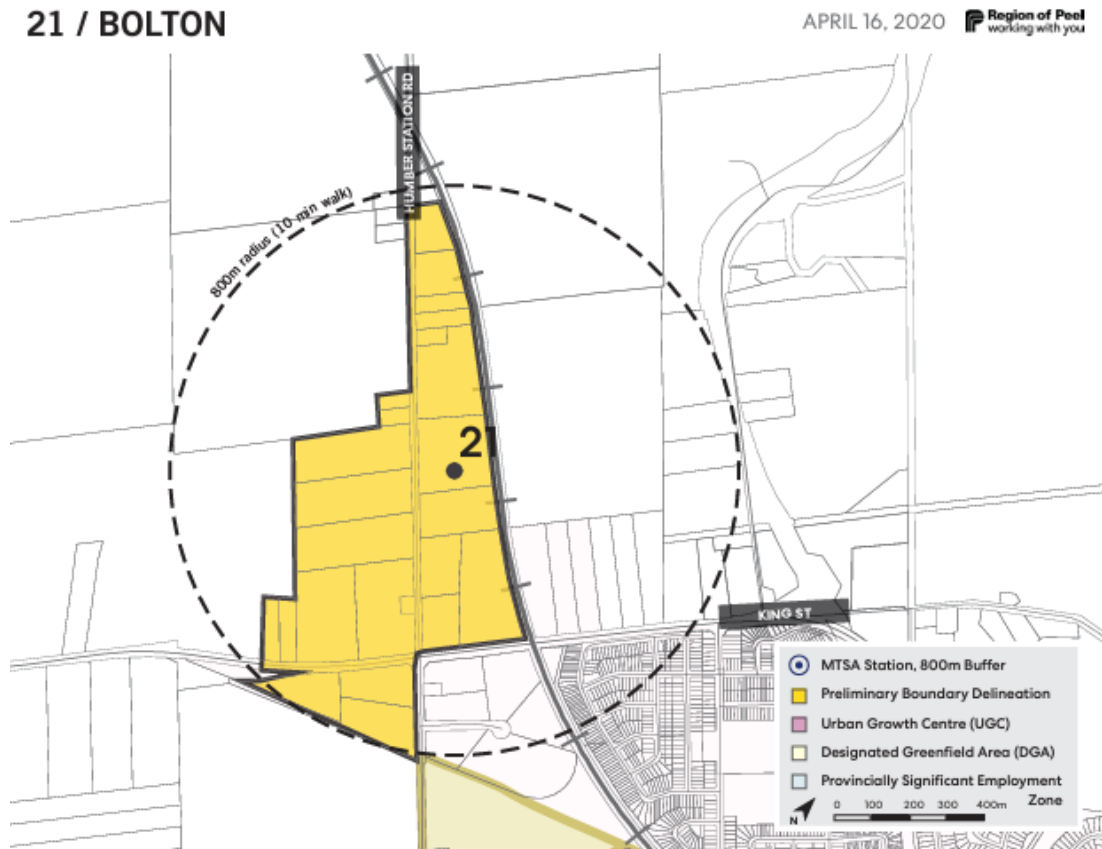 21 / BOLTON
APRIL 16, 2020
Region of Peel
working with you
HUMBER STATION RD
800m radius (10 min walk)
21
KING ST
MTSA Station, 800m Buffer
Preliminary Boundary Delineation
Urban Growth Centre (UGC)
Designated Greenfield Area (DGA)
Provincially Significant Employment
Zone
N
0 100 200 300 400m